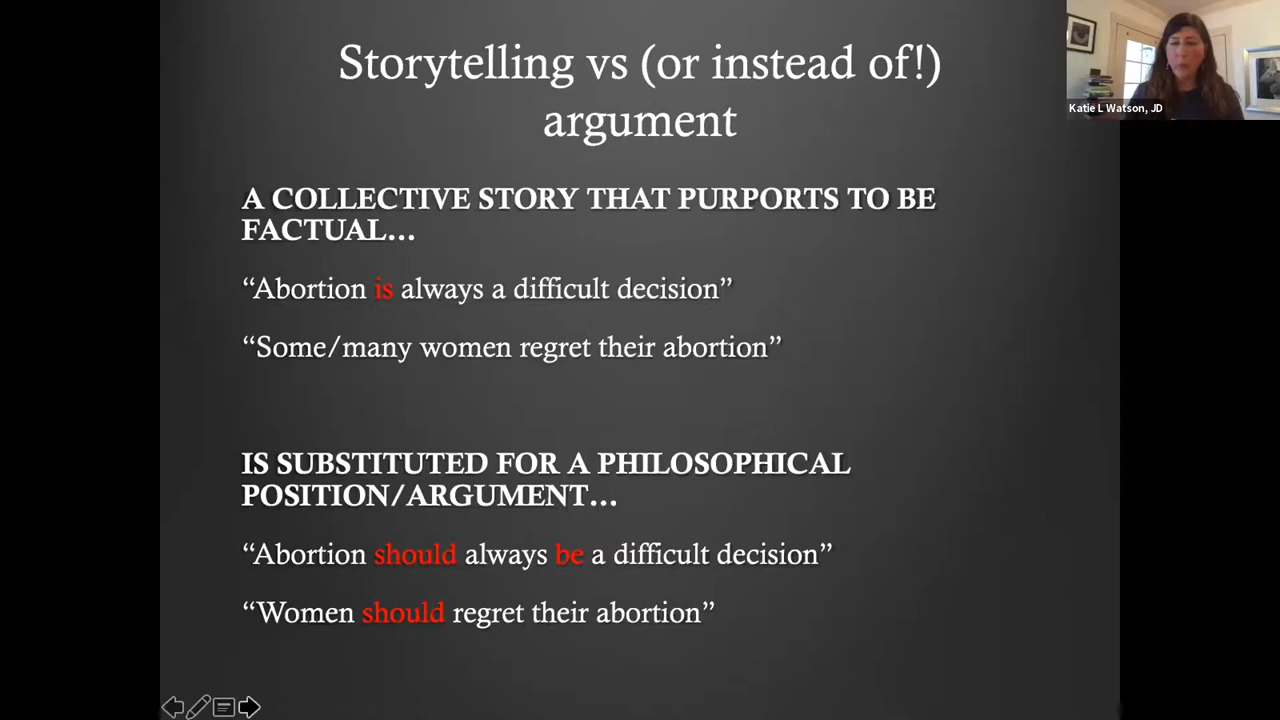 Storytelling vs (or instead of!)
argument
Katie L Watson, JD
A COLLECTIVE STORY THAT PURPORTS TO BE
FACTUAL…
“Abortion is always a difficult decision”
“Some/many women regret their abortion”
IS SUBSTITUTED FOR A PHILOSOPHICAL
POSITION/ARGUMENT…
“Abortion should always be a difficult decision”
“Women should regret their abortion”